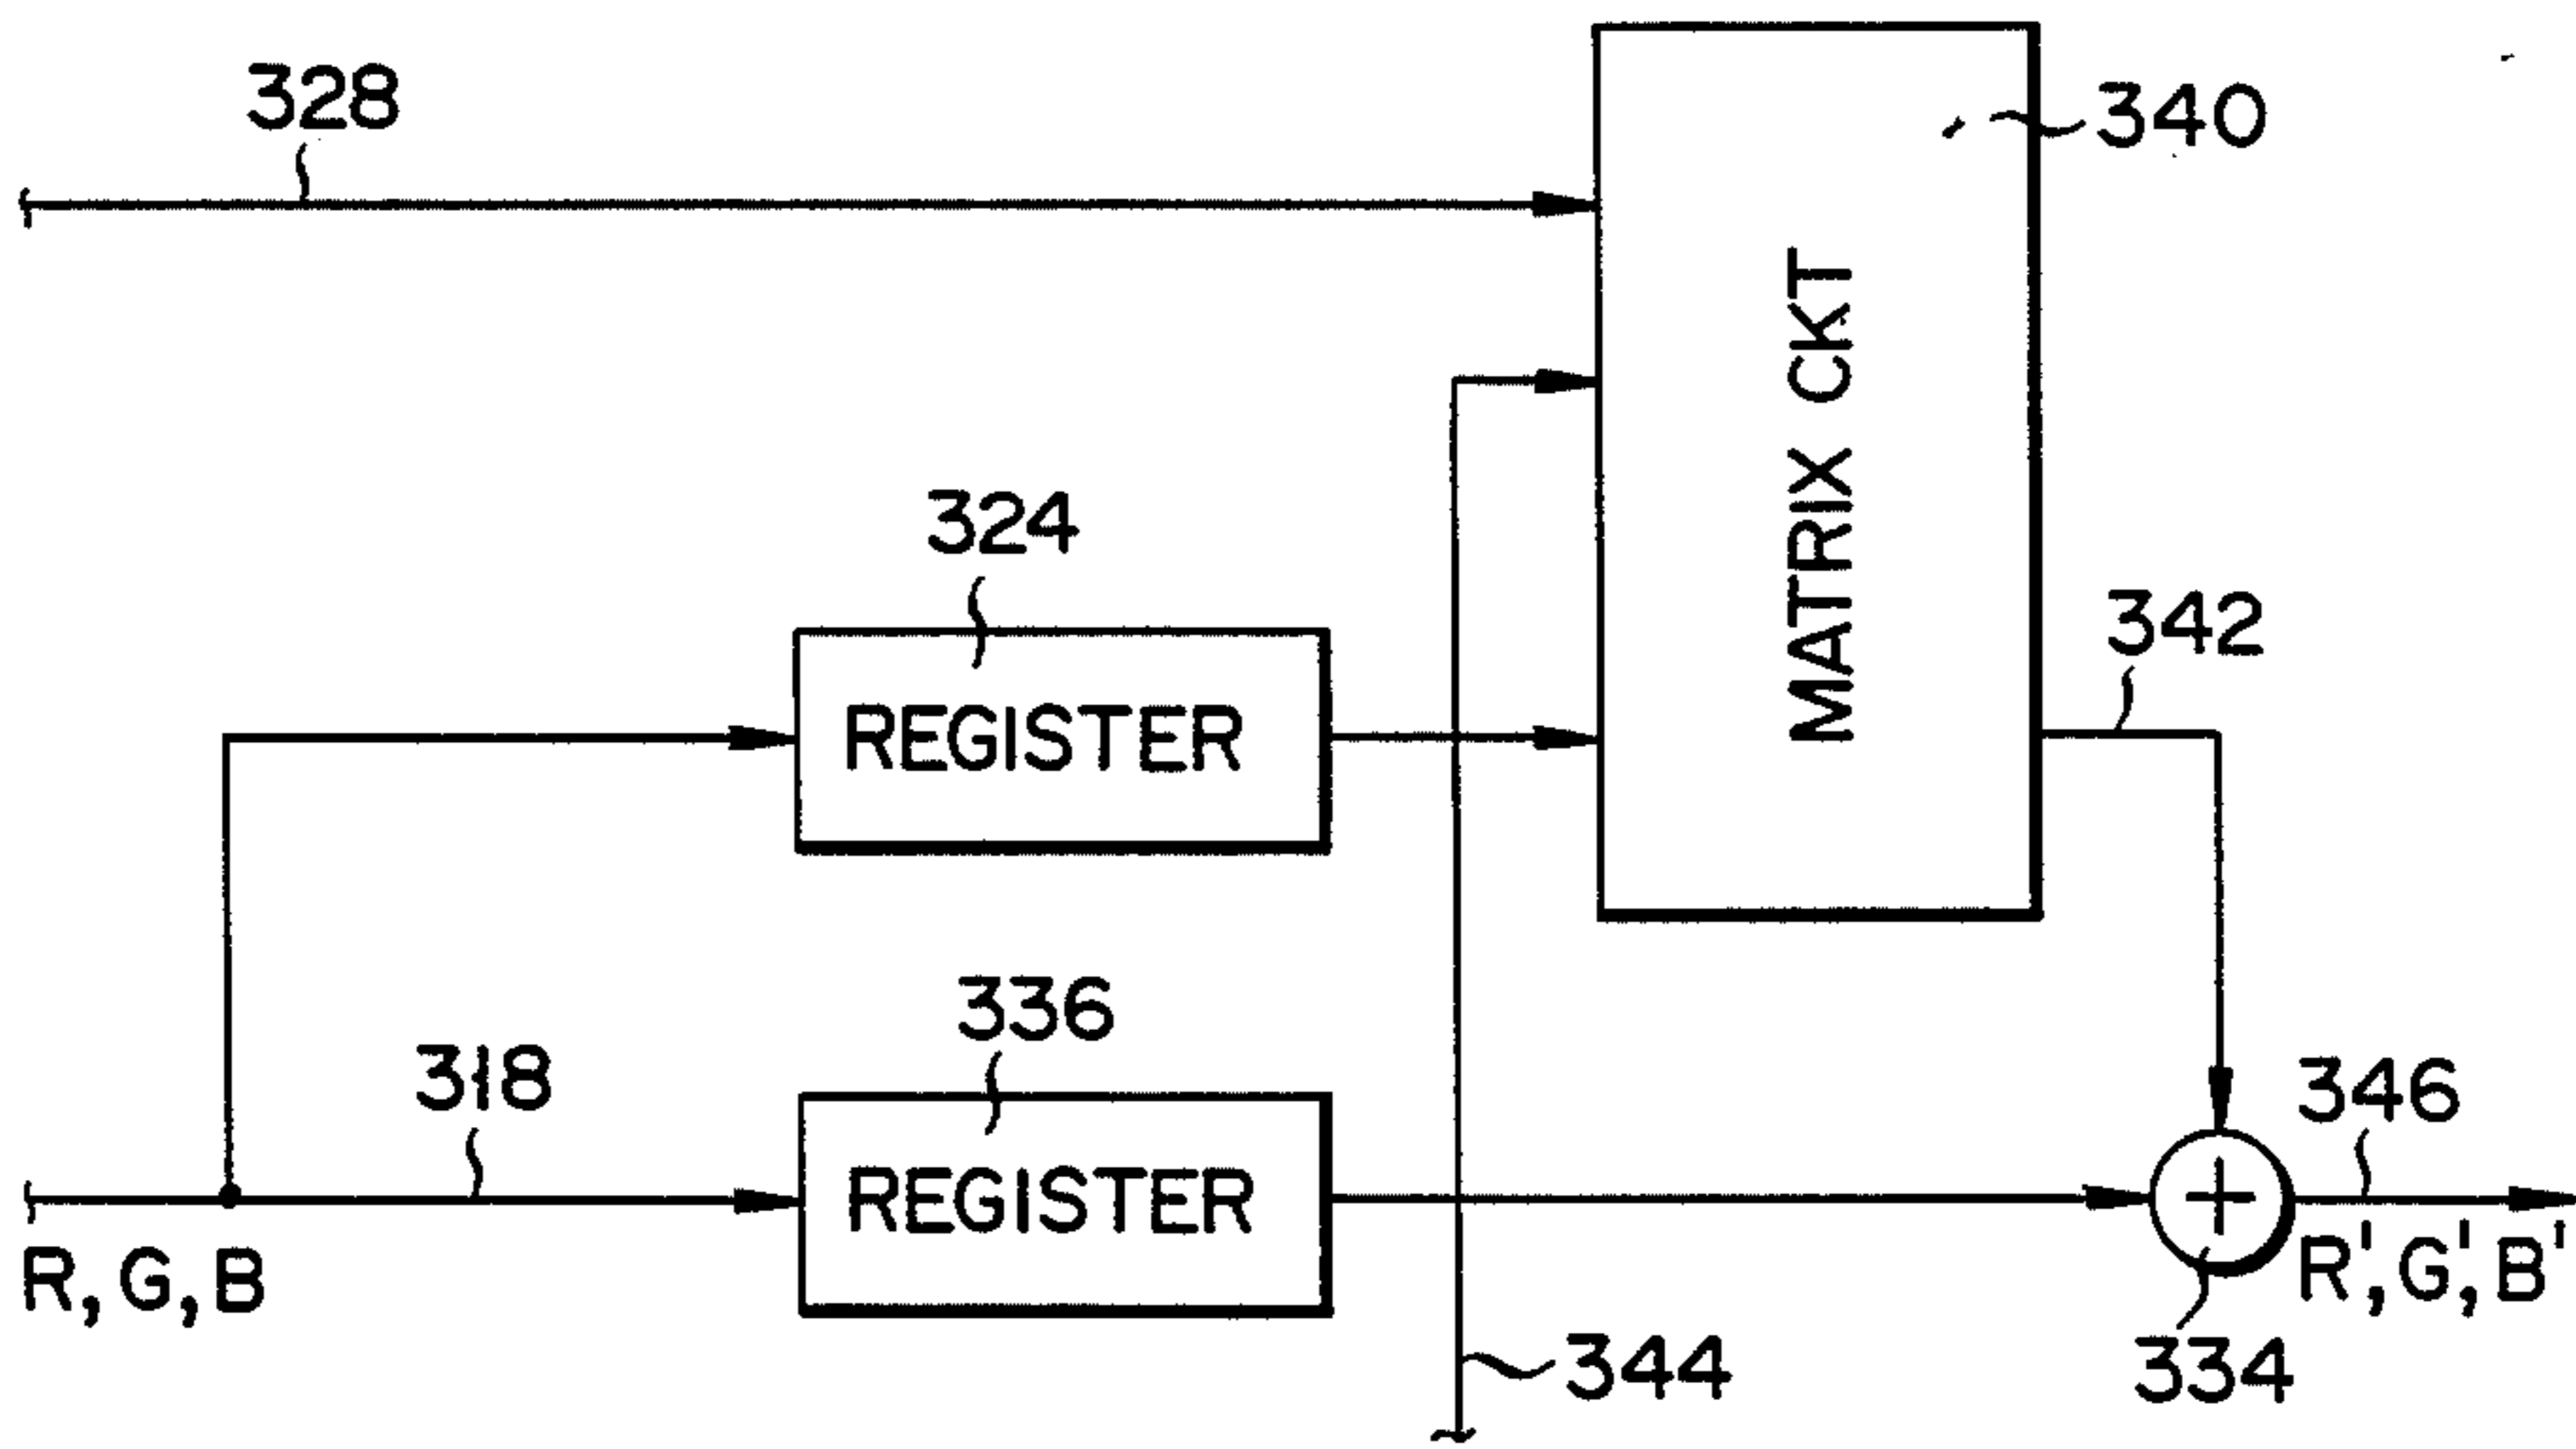 328
340
MATRIX CKT
324
REGISTER
342
336
REGISTER
318
346
R, G, B
R', G', B'
344
334